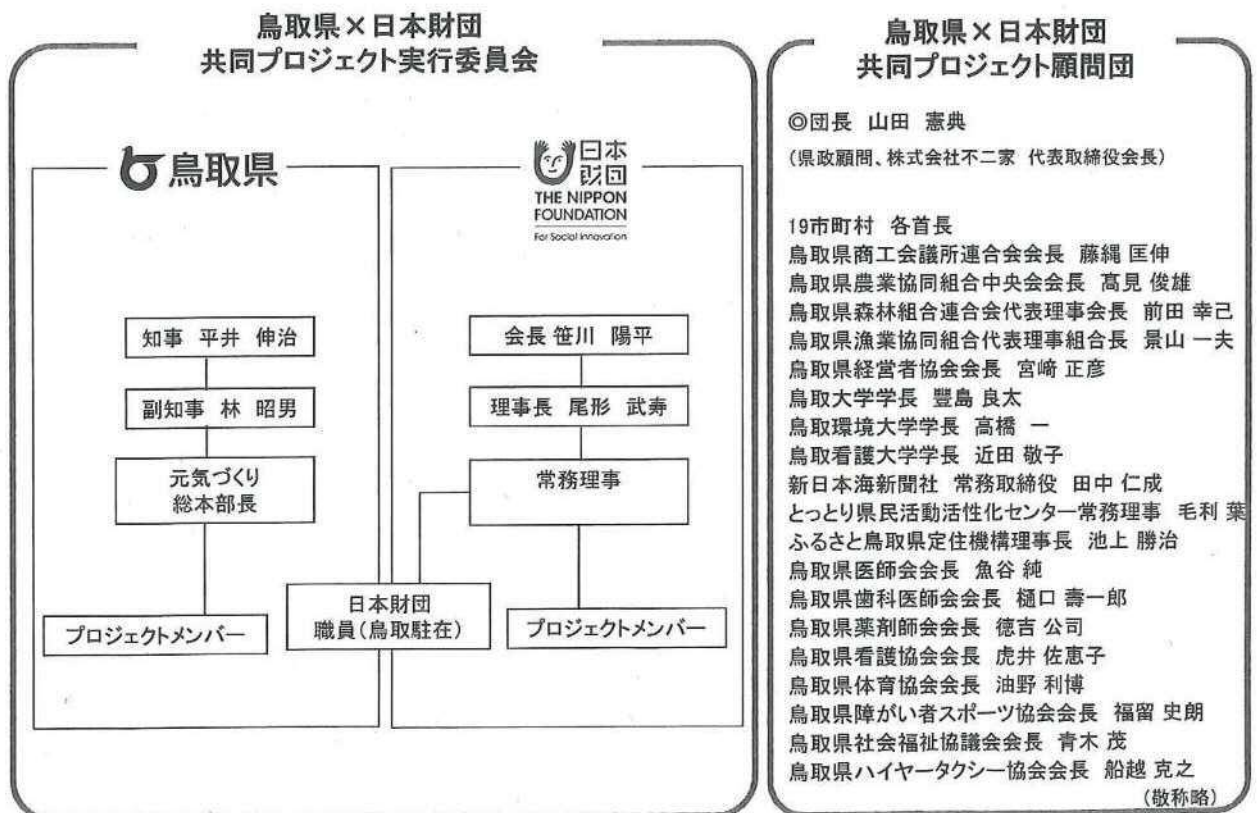 鳥取県×日本財団
共同プロジェクト実行委員会
鳥取県
知事 平井 伸治
副知事 林 昭男
元気づくり
総本部長
プロジェクトメンバー
日本
財団
THE NIPPON
FOUNDATION
For Social Innovation
会長 笹川 陽平
理事長 尾形 武寿
常務理事
日本財団
職員(鳥取駐在)
プロジェクトメンバー
鳥取県×日本財団
共同プロジェクト顧問団
◎団長 山田 憲典
(県政顧問、株式会社不二家 代表取締役会長)
19市町村 各首長
鳥取県商工会議所連合会会長 藤縄 匡伸
鳥取県農業協同組合中央会会長 髙見 俊雄
鳥取県森林組合連合会代表理事会長 前田 幸己
鳥取県漁業協同組合代表理事組合長 景山 一夫
鳥取県経営者協会会長 宮﨑 正彦
鳥取大学学長 豐島 良太
鳥取環境大学学長 高橋 一
鳥取看護大学学長 近田 敬子
新日本海新聞社 常務取締役 田中 仁成
とっとり県民活動活性化センター常務理事 毛利 葉
ふるさと鳥取県定住機構理事長 池上 勝治
鳥取県医師会会長 魚谷 純
鳥取県歯科医師会会長 樋口 壽一郎
鳥取県薬剤師会会長 徳吉 公司
鳥取県看護協会会長 虎井 佐恵子
鳥取県体育協会会長 油野 利博
鳥取県障がい者スポーツ協会会長 福留 史朗
鳥取県社会福祉協議会会長 青木 茂
鳥取県ハイヤータクシー協会会長 船越 克之
(敬称略)